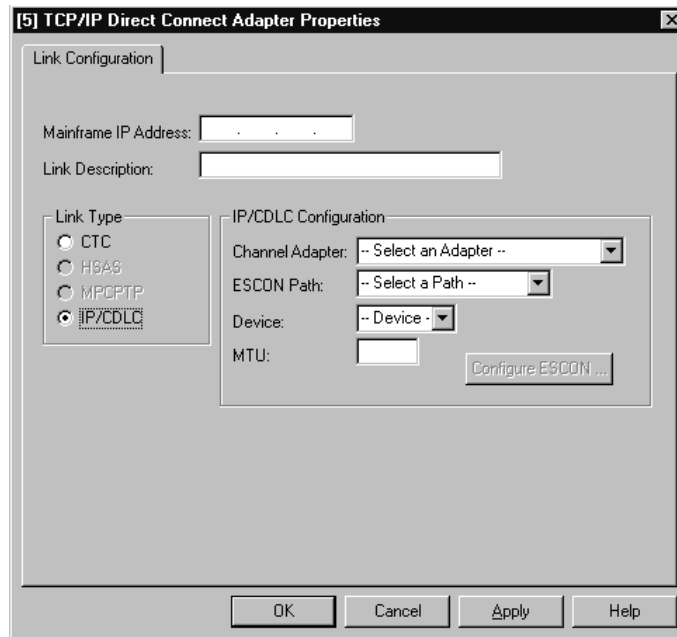 [5] TCP/IP Direct Connect Adapter Properties
Link Configuration
Mainframe IP Address: . . .
Link Description:
Link Type
CTC
HSAS
MPCPTP
IP/CDLC
IP/CDLC Configuration
Channel Adapter: -- Select an Adapter --
ESCON Path: -- Select a Path --
Device: -- Device -
MTU:
Configure ESCON ...
OK Cancel Apply Help